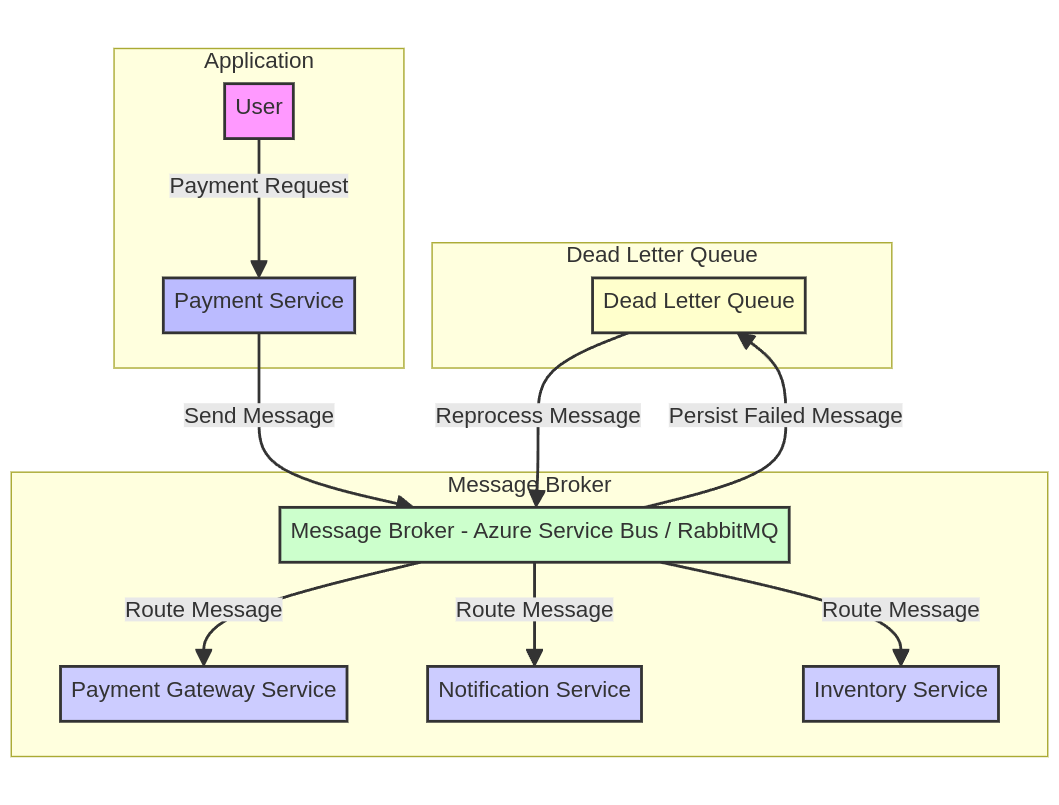 Application
User
Payment Request
Payment Service
Dead Letter Queue
Dead Letter Queue
Send Message
Reprocess Message
Persist Failed Message
Message Broker
Message Broker - Azure Service Bus / RabbitMQ
Route Message
Route Message
Route Message
Payment Gateway Service
Notification Service
Inventory Service